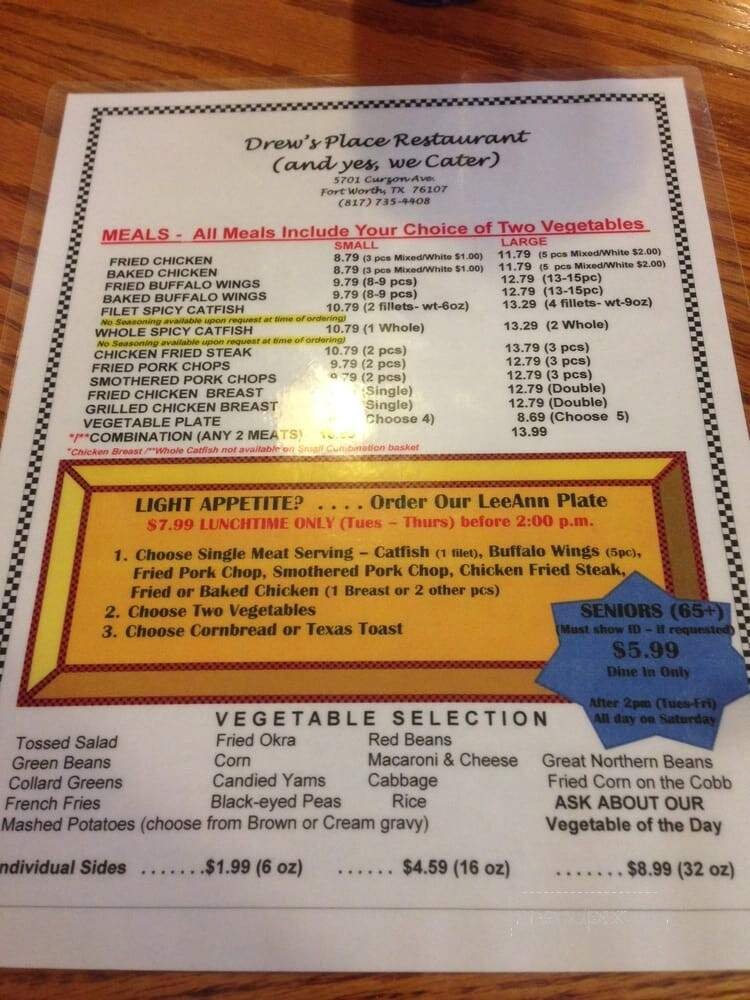 Drew's Place Restaurant
(and yes, we Cater)
5701 Curzon Ave.
Fort Worth, TX 76107
(817) 735-4408
MEALS - All Meals Include Your Choice of Two Vegetables
SMALL LARGE
FRIED CHICKEN 8.79 (3 pcs Mixed/White $1.00) 11.79 (5 pcs Mixed/White $2.00)
BAKED CHICKEN 8.79 (3 pcs Mixed/White $1.00) 11.79 (5 pcs Mixed/White $2.00)
FRIED BUFFALO WINGS 9.79 (8-9 pcs) 12.79 (13-15pc)
BAKED BUFFALO WINGS 9.79 (8-9 pcs) 12.79 (13-15pc)
FILET SPICY CATFISH 10.79 (2 fillets- wt-6oz) 13.29 (4 fillets- wt-9oz)
No Seasoning available upon request at time of ordering)
WHOLE SPICY CATFISH 10.79 (1 Whole) 13.29 (2 Whole)
No Seasoning available upon request at time of ordering)
CHICKEN FRIED STEAK 10.79 (2 pcs) 13.79 (3 pcs)
FRIED PORK CHOPS 9.79 (2 pcs) 12.79 (3 pcs)
SMOTHERED PORK CHOPS 9.79 (2 pcs) 12.79 (3 pcs)
FRIED CHICKEN BREAST (Single) 12.79 (Double)
GRILLED CHICKEN BREAST (Single) 12.79 (Double)
VEGETABLE PLATE (Choose 4) 8.69 (Choose 5)
*/**COMBINATION (ANY 2 MEATS) 13.99
*Chicken Breast /**Whole Catfish not available on Small Combination basket
LIGHT APPETITE? . . . . Order Our LeeAnn Plate
$7.99 LUNCHTIME ONLY (Tues – Thurs) before 2:00 p.m.
1. Choose Single Meat Serving – Catfish (1 filet), Buffalo Wings (5pc),
Fried Pork Chop, Smothered Pork Chop, Chicken Fried Steak,
Fried or Baked Chicken (1 Breast or 2 other pcs)
2. Choose Two Vegetables
3. Choose Cornbread or Texas Toast
SENIORS (65+)
(Must show ID – if requested)
$5.99
Dine In Only
After 2pm (Tues-Fri)
All day on Saturday
VEGETABLE SELECTION
Tossed Salad Fried Okra Red Beans
Green Beans Corn Macaroni & Cheese Great Northern Beans
Collard Greens Candied Yams Cabbage Fried Corn on the Cobb
French Fries Black-eyed Peas Rice ASK ABOUT OUR
Mashed Potatoes (choose from Brown or Cream gravy) Vegetable of the Day
ndividual Sides .......$1.99 (6 oz) ...... $4.59 (16 oz) .......$8.99 (32 oz)